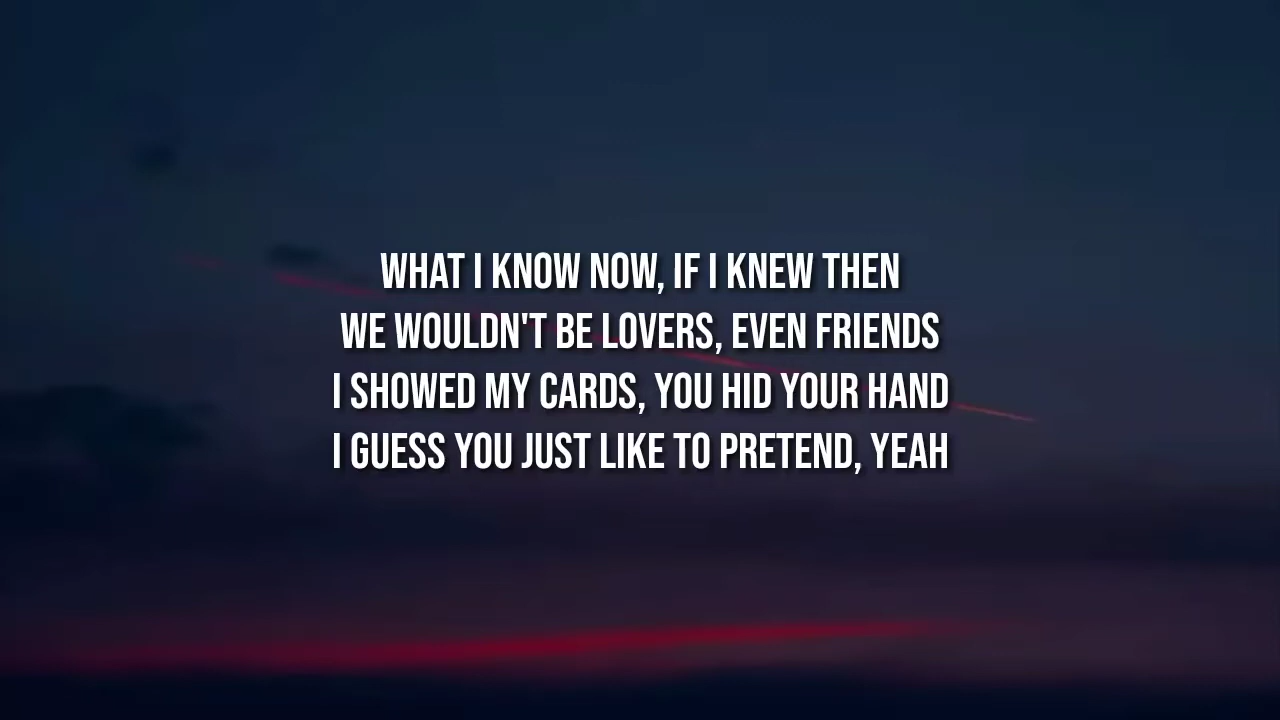 WHAT I KNOW NOW, IF I KNEW THEN
WE WOULDN'T BE LOVERS, EVEN FRIENDS
I SHOWED MY CARDS, YOU HID YOUR HAND
I GUESS YOU JUST LIKE TO PRETEND, YEAH